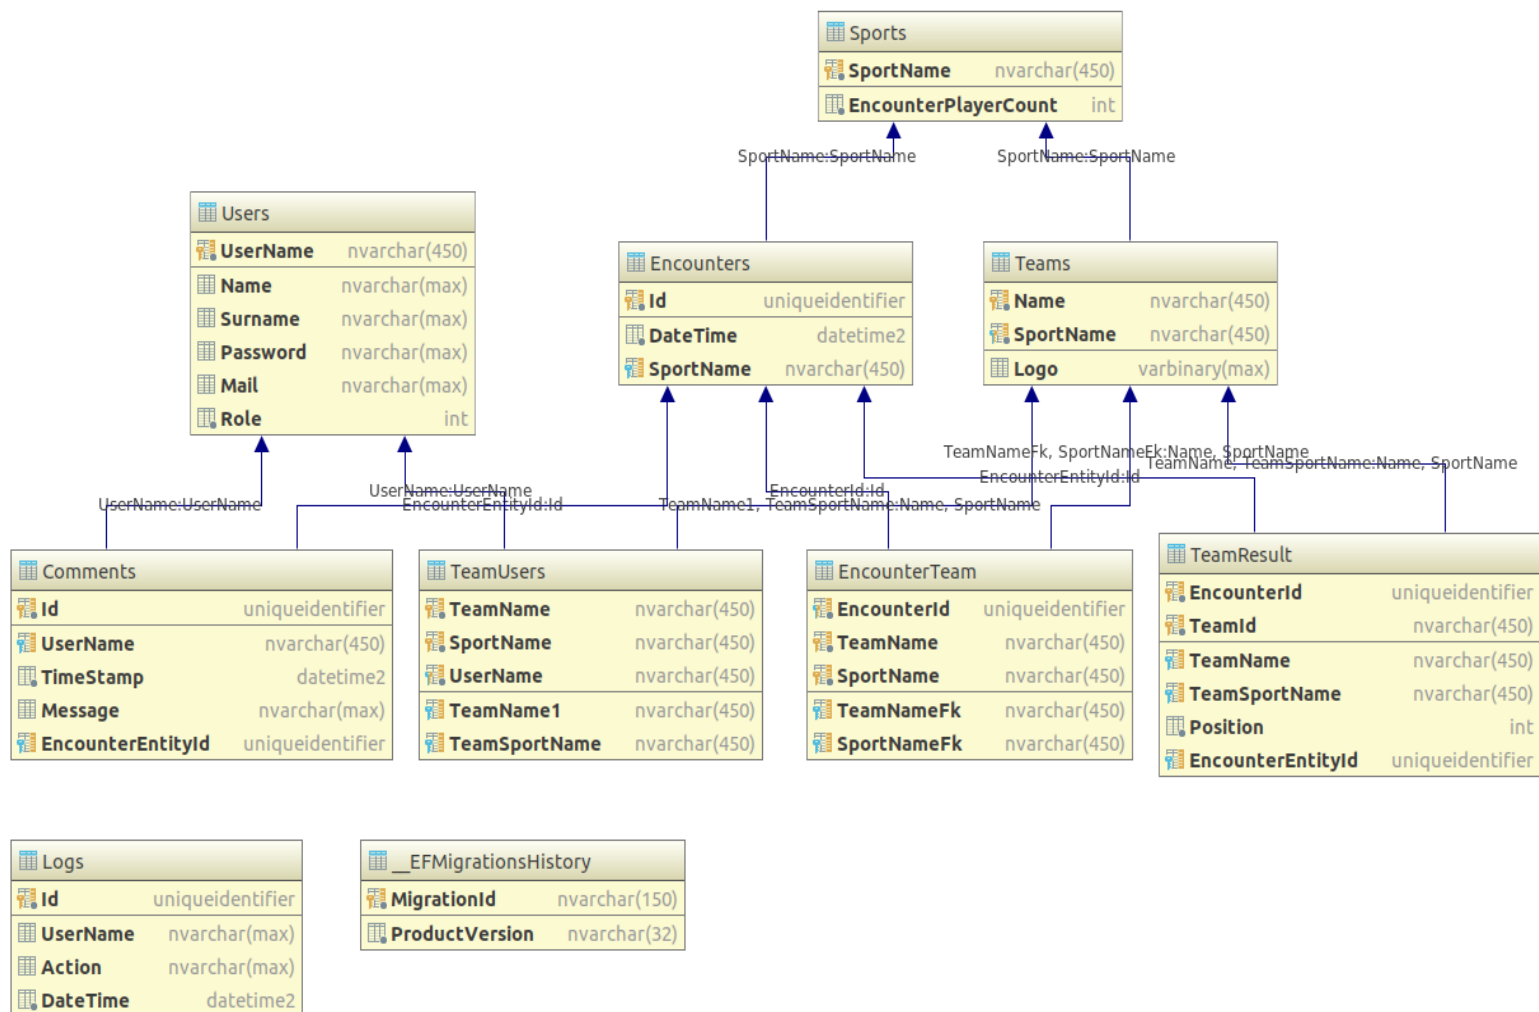 Sports
SportName nvarchar(450)
EncounterPlayerCount int
SportName:SportName
SportName:SportName
Users
UserName nvarchar(450)
Name nvarchar(max)
Surname nvarchar(max)
Password nvarchar(max)
Mail nvarchar(max)
Role int
Encounters
Id uniqueidentifier
DateTime datetime2
SportName nvarchar(450)
Teams
Name nvarchar(450)
SportName nvarchar(450)
Logo varbinary(max)
TeamNameFk, SportNameFk:Name, SportName
TeamName, TeamSportName:Name, SportName
EncounterEntityId:Id
UserName:UserName
EncounterId:Id
UserName:UserName
EncounterEntityId:Id
TeamName1, TeamSportName:Name, SportName
Comments
Id uniqueidentifier
UserName nvarchar(450)
TimeStamp datetime2
Message nvarchar(max)
EncounterEntityId uniqueidentifier
TeamUsers
TeamName nvarchar(450)
SportName nvarchar(450)
UserName nvarchar(450)
TeamName1 nvarchar(450)
TeamSportName nvarchar(450)
EncounterTeam
EncounterId uniqueidentifier
TeamName nvarchar(450)
SportName nvarchar(450)
TeamNameFk nvarchar(450)
SportNameFk nvarchar(450)
TeamResult
EncounterId uniqueidentifier
TeamId nvarchar(450)
TeamName nvarchar(450)
TeamSportName nvarchar(450)
Position int
EncounterEntityId uniqueidentifier
Logs
Id uniqueidentifier
UserName nvarchar(max)
Action nvarchar(max)
DateTime datetime2
__EFMigrationsHistory
MigrationId nvarchar(150)
ProductVersion nvarchar(32)